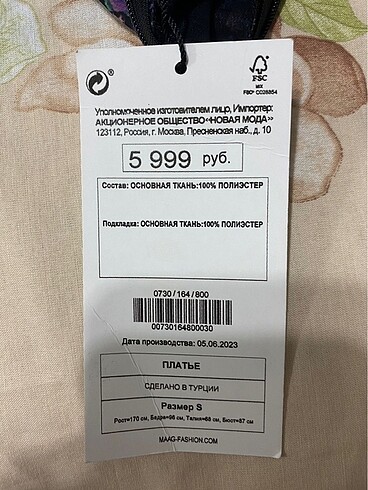 FSC
MIX
Уполномоченное изготовителем лицо, Импортер:
АКЦИОНЕРНОЕ ОБЩЕСТВО«НОВАЯ МОДА»
123112, Россия, г. Москва, Пресненская наб., д. 10
5 999 руб.
Состав: ОСНОВНАЯ ТКАНЬ:100% ПОЛИЭСТЕР
Подкладка: ОСНОВНАЯ ТКАНЬ:100% ПОЛИЭСТЕР
0730/164/800
00730164800030
Дата производства: 05.06.2023
ПЛАТЬЕ
СДЕЛАНО В ТУРЦИИ
Размер S
Рост=170 см, Бедра=96 см, Талия=68 см, Бюст=87 см
MAAG-FASHION.COM